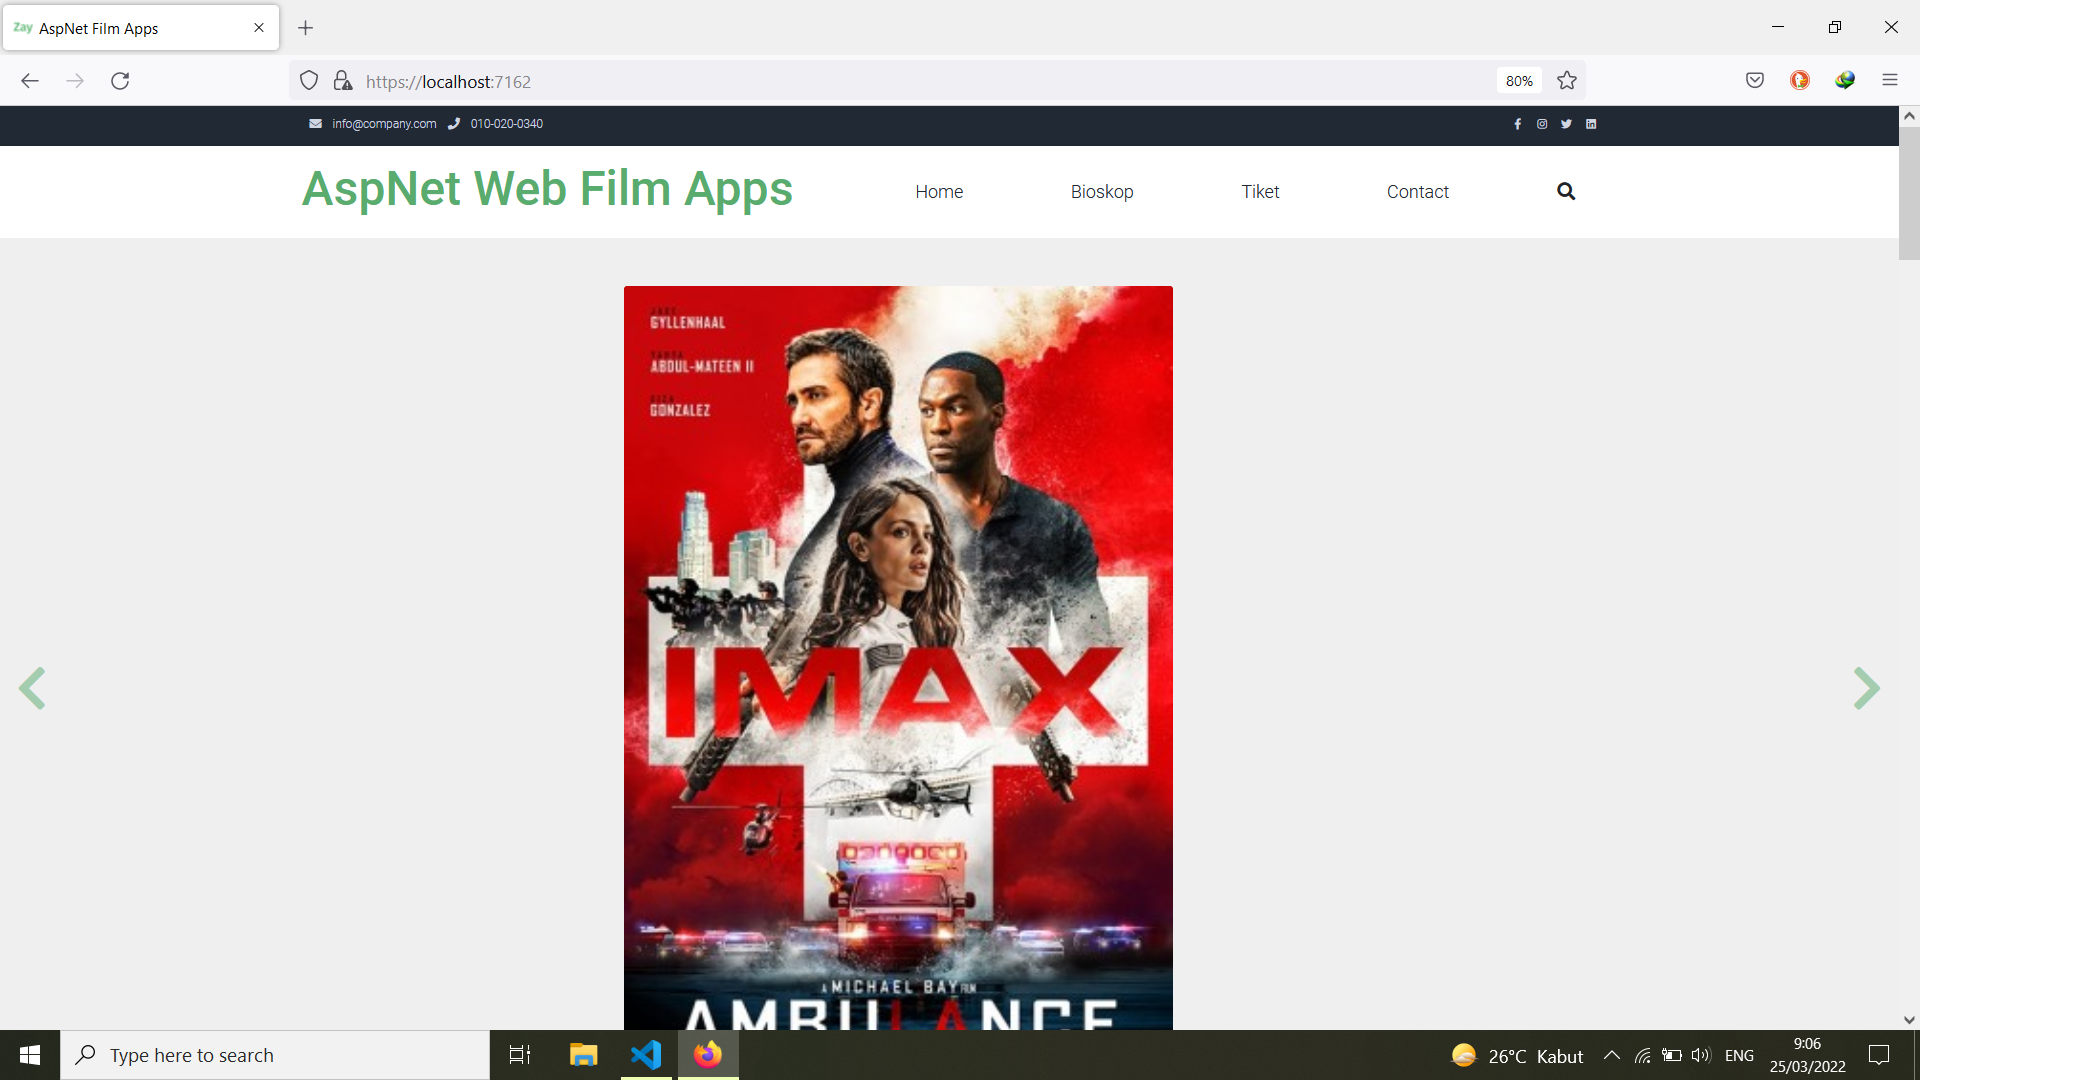 Zay AspNet Film Apps
https://localhost:7162
80%
info@company.com 010-020-0340
AspNet Web Film Apps
Home Bioskop Tiket Contact
GYLLENHAAL
ABDUL-MATEEN II
GONZALEZ
IMAX
A MICHAEL BAY FILM
AMBULANCE
Type here to search
26°C Kabut
ENG
9:06
25/03/2022